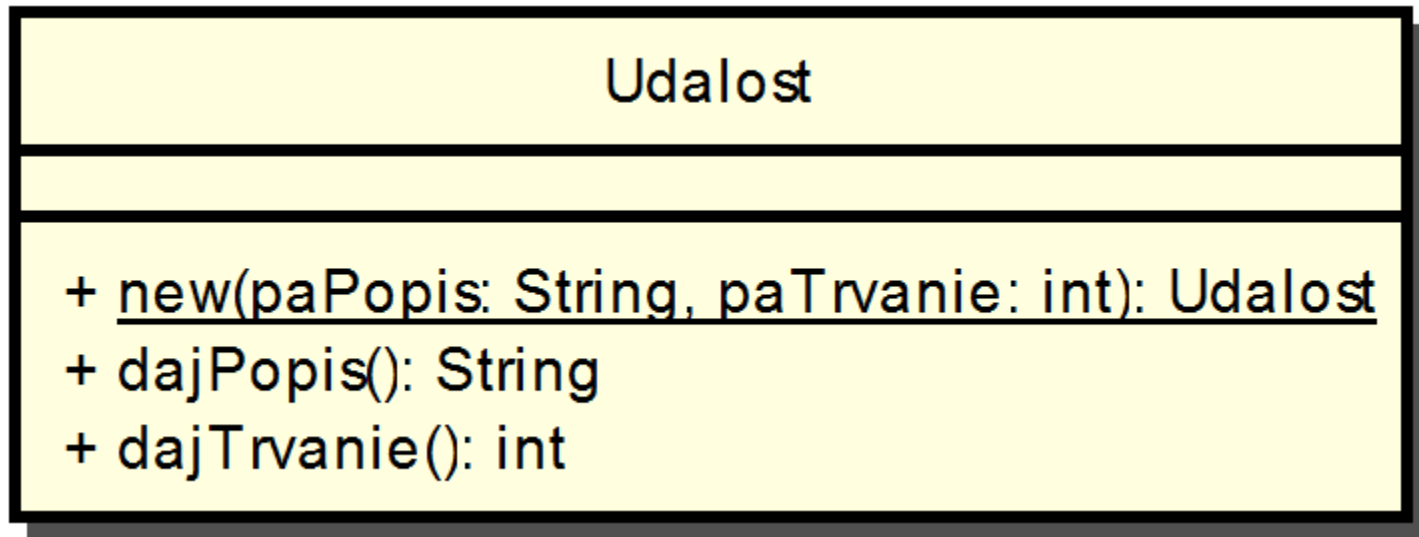 Udalost
+ new(paPopis: String, paTrvanie: int): Udalost
+ dajPopis(): String
+ dajTrvanie(): int